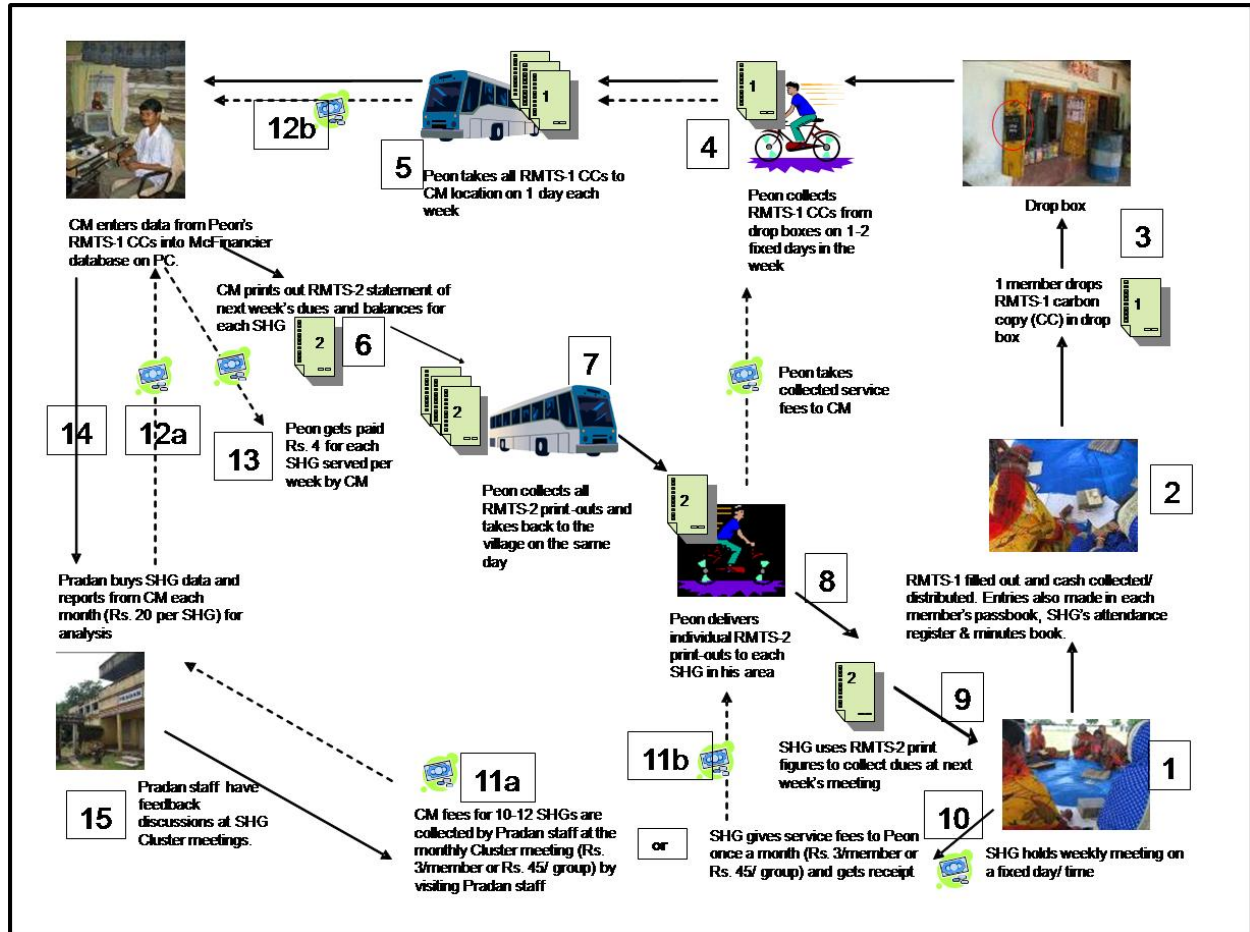 1
1
12b
5
4
Peon takes all RMTS-1 CCs to
CM location on 1 day each
week
Peon collects
RMTS-1 CCs from
drop boxes on 1-2
fixed days in the
week
Drop box
3
1 member drops
RMTS-1 carbon
copy (CC) in drop
box
1
CM enters data from Peon's
RMTS-1 CCs into McFinancier
database on PC.
CM prints out RMTS-2 statement of
next week's dues and balances for
each SHG
2
6
7
2
14
12a
13
Peon gets paid
Rs. 4 for each
SHG served per
week by CM
Peon collects all
RMTS-2 print-outs and
takes back to the
village on the same
day
Peon takes
collected service
fees to CM
2
2
8
Pradan buys SHG data and
reports from CM each
month (Rs. 20 per SHG) for
analysis
Peon delivers
individual RMTS-2
print-outs to each
SHG in his area
RMTS-1 filled out and cash collected/
distributed. Entries also made in each
member's passbook, SHG's attendance
register & minutes book.
PRADAN
2
9
SHG uses RMTS-2 print
figures to collect dues at next
week's meeting
1
15
Pradan staff have
feedback
discussions at SHG
Cluster meetings.
11a
CM fees for 10-12 SHGs are
collected by Pradan staff at the
monthly Cluster meeting (Rs.
3/member or Rs. 45/ group) by
visiting Pradan staff
or
11b
SHG gives service fees to Peon
once a month (Rs. 3/member or
Rs. 45/ group) and gets receipt
10
SHG holds weekly meeting on
a fixed day/ time